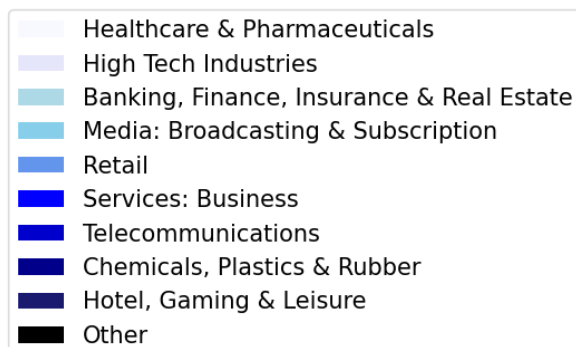 Healthcare & Pharmaceuticals
High Tech Industries
Banking, Finance, Insurance & Real Estate
Media: Broadcasting & Subscription
Retail
Services: Business
Telecommunications
Chemicals, Plastics & Rubber
Hotel, Gaming & Leisure
Other